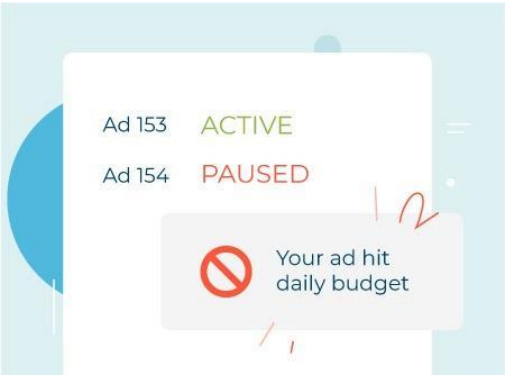 Ad 153 ACTIVE
Ad 154 PAUSED
Your ad hit
daily budget